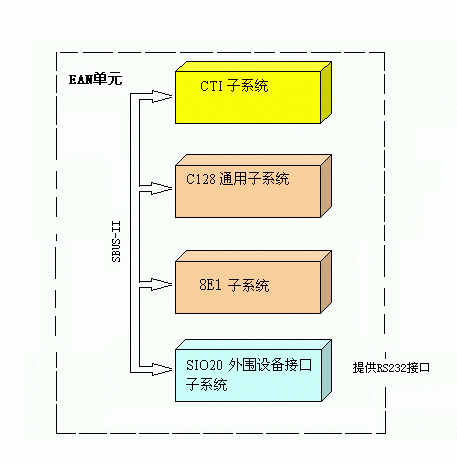 EAN单元
CTI 子系统
C128 通用子系统
SBUS-II
8E1 子系统
SIO20 外围设备接口
子系统
提供RS232接口